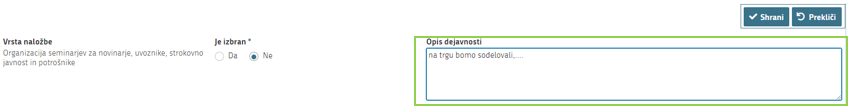 Shrani Prekliči
Vrsta naložbe Je izbran * Opis dejavnosti
Organizacija seminarjev za novinarje, uvoznike, strokovno
javnost in potrošnike
Da Ne
na trgu bomo sodelovali, ...